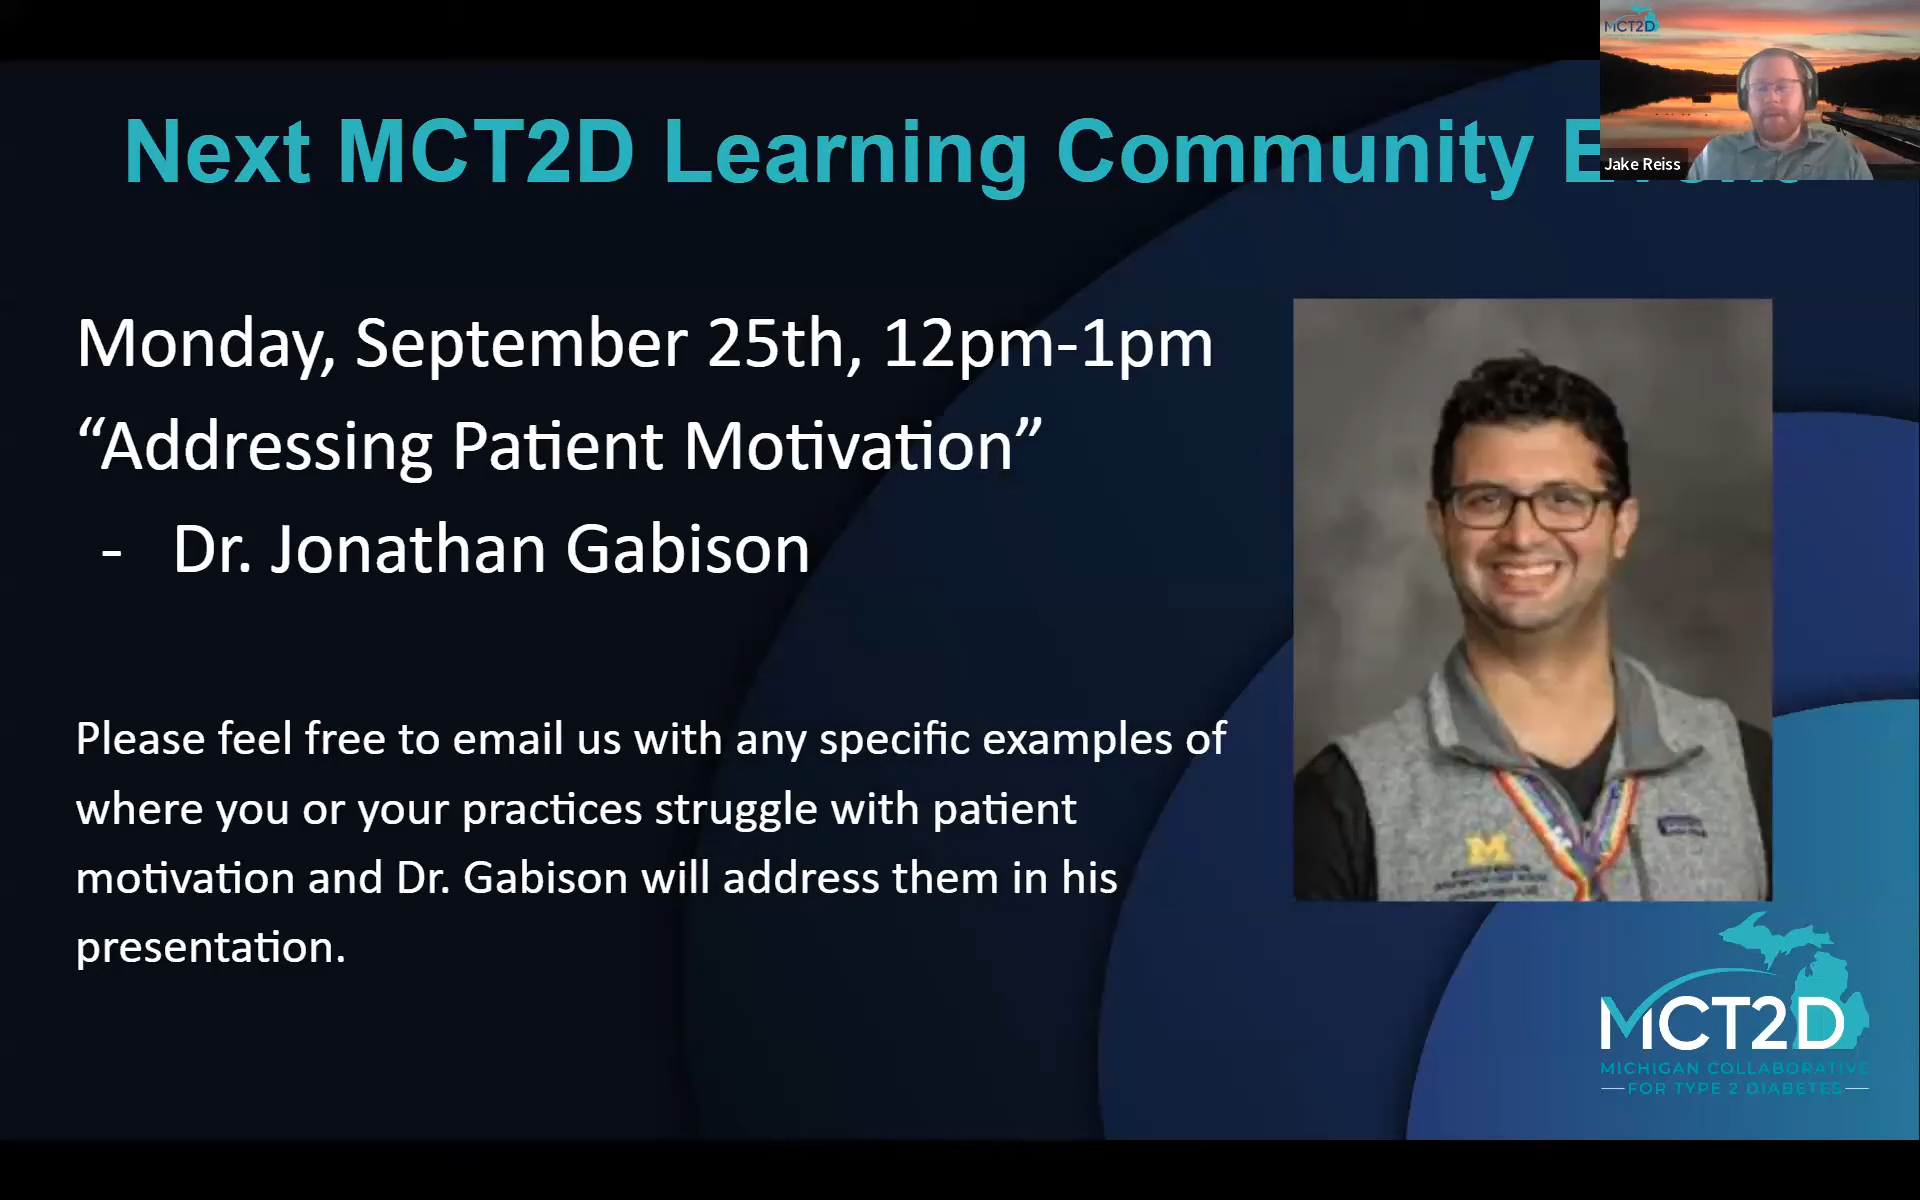 MCT2D
Jake Reiss
Next MCT2D Learning Community
Monday, September 25th, 12pm-1pm
“Addressing Patient Motivation”
- Dr. Jonathan Gabison
Please feel free to email us with any specific examples of
where you or your practices struggle with patient
motivation and Dr. Gabison will address them in his
presentation.
M
MCT2D
MICHIGAN COLLABORATIVE
FOR TYPE 2 DIABETES